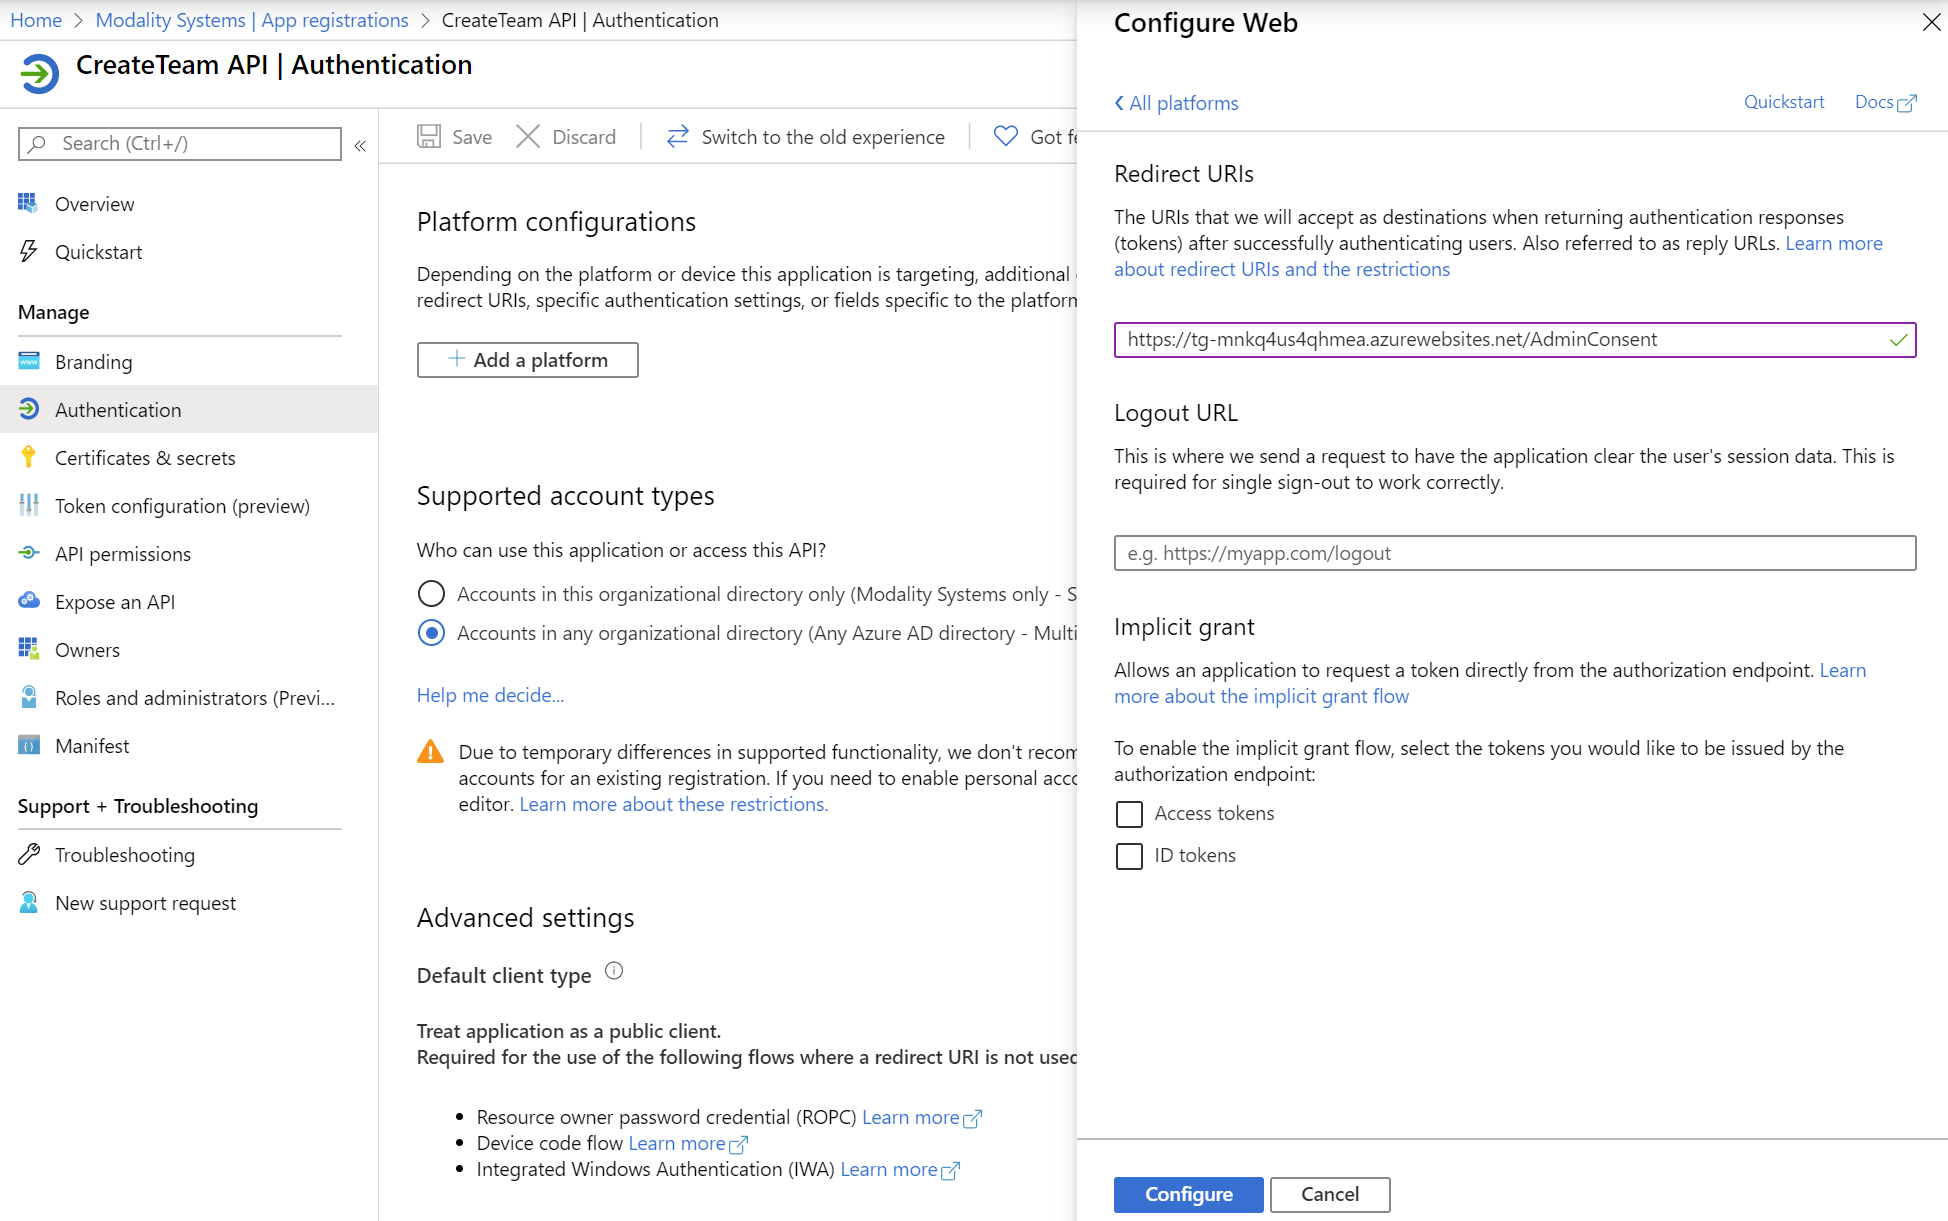 Home > Modality Systems | App registrations > CreateTeam API | Authentication
CreateTeam API | Authentication
Search (Ctrl+/)
«
Overview
Quickstart
Manage
Branding
Authentication
Certificates & secrets
Token configuration (preview)
API permissions
Expose an API
Owners
Roles and administrators (Previ...
Manifest
Support + Troubleshooting
Troubleshooting
New support request
Save
Discard
Switch to the old experience
Got fe
Platform configurations
Depending on the platform or device this application is targeting, additional
redirect URIs, specific authentication settings, or fields specific to the platform
+ Add a platform
Supported account types
Who can use this application or access this API?
Accounts in this organizational directory only (Modality Systems only - S
Accounts in any organizational directory (Any Azure AD directory - Multi
Help me decide...
Due to temporary differences in supported functionality, we don't recom
accounts for an existing registration. If you need to enable personal acco
editor. Learn more about these restrictions.
Advanced settings
Default client type
Treat application as a public client.
Required for the use of the following flows where a redirect URI is not used
• Resource owner password credential (ROPC) Learn more
• Device code flow Learn more
• Integrated Windows Authentication (IWA) Learn more
Configure Web
All platforms
Quickstart
Docs
Redirect URIs
The URIs that we will accept as destinations when returning authentication responses
(tokens) after successfully authenticating users. Also referred to as reply URLs. Learn more
about redirect URIs and the restrictions
https://tg-mnkq4us4qhmea.azurewebsites.net/AdminConsent
Logout URL
This is where we send a request to have the application clear the user's session data. This is
required for single sign-out to work correctly.
e.g. https://myapp.com/logout
Implicit grant
Allows an application to request a token directly from the authorization endpoint. Learn
more about the implicit grant flow
To enable the implicit grant flow, select the tokens you would like to be issued by the
authorization endpoint:
Access tokens
ID tokens
Configure
Cancel